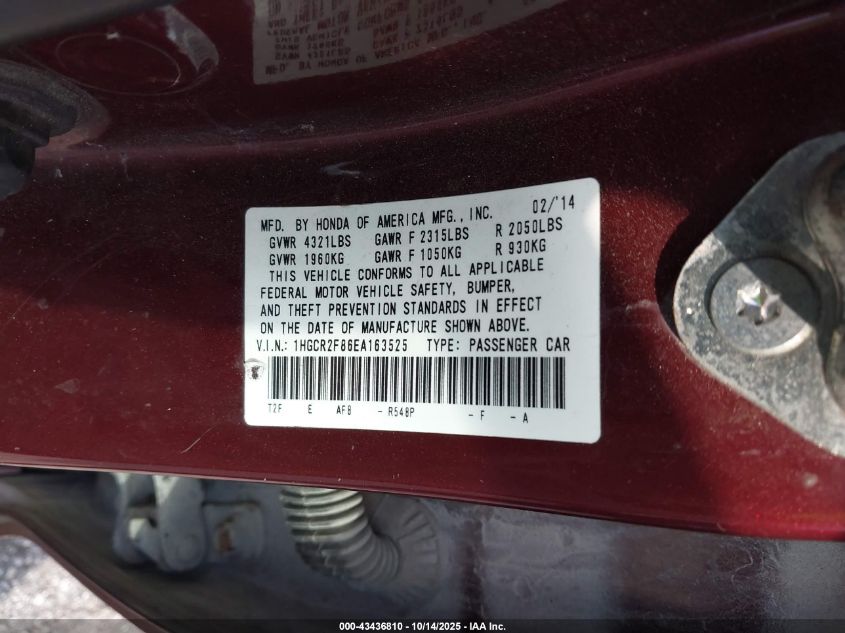 MFD. BY HONDA OF AMERICA MFG., INC. 02/'14
GVWR 4321LBS GAWR F 2315LBS R 2050LBS
GVWR 1960KG GAWR F 1050KG R 930KG
THIS VEHICLE CONFORMS TO ALL APPLICABLE
FEDERAL MOTOR VEHICLE SAFETY, BUMPER,
AND THEFT PREVENTION STANDARDS IN EFFECT
ON THE DATE OF MANUFACTURE SHOWN ABOVE.
V.I.N.: 1HGCR2F86EA163525 TYPE: PASSENGER CAR
T2F E AF8 - R548P - F - A
000-43436810 - 10/14/2025 - IAA Inc.